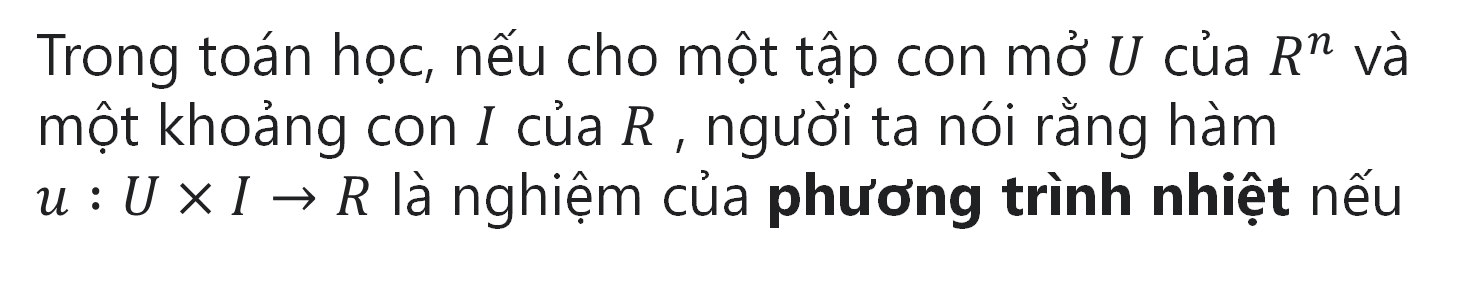 Trong toán học, nếu cho một tập con mở U của Rⁿ và
một khoảng con I của R , người ta nói rằng hàm
u : U × I → R là nghiệm của phương trình nhiệt nếu